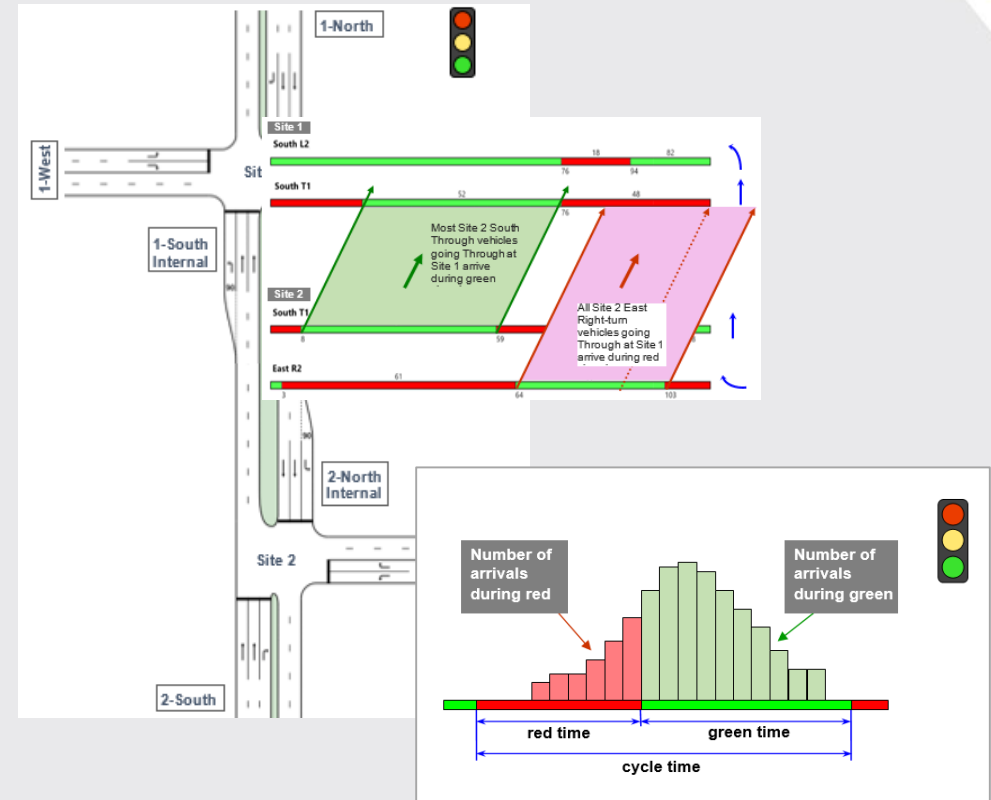 1-North
1-West
Site 1
South L2
18
82
76
94
Sit
South T1
52
48
76
1-South
Internal
90
Most Site 2 South
Through vehicles
going Through at
Site 1 arrive
during green
Site 2
South T1
8
59
All Site 2 East
Right-turn
vehicles going
Through at Site 1
arrive during red
East R2
61
3
64
103
90
2-North
Internal
Site 2
2-South
Number of
arrivals
during red
Number of
arrivals
during green
red time
green time
cycle time